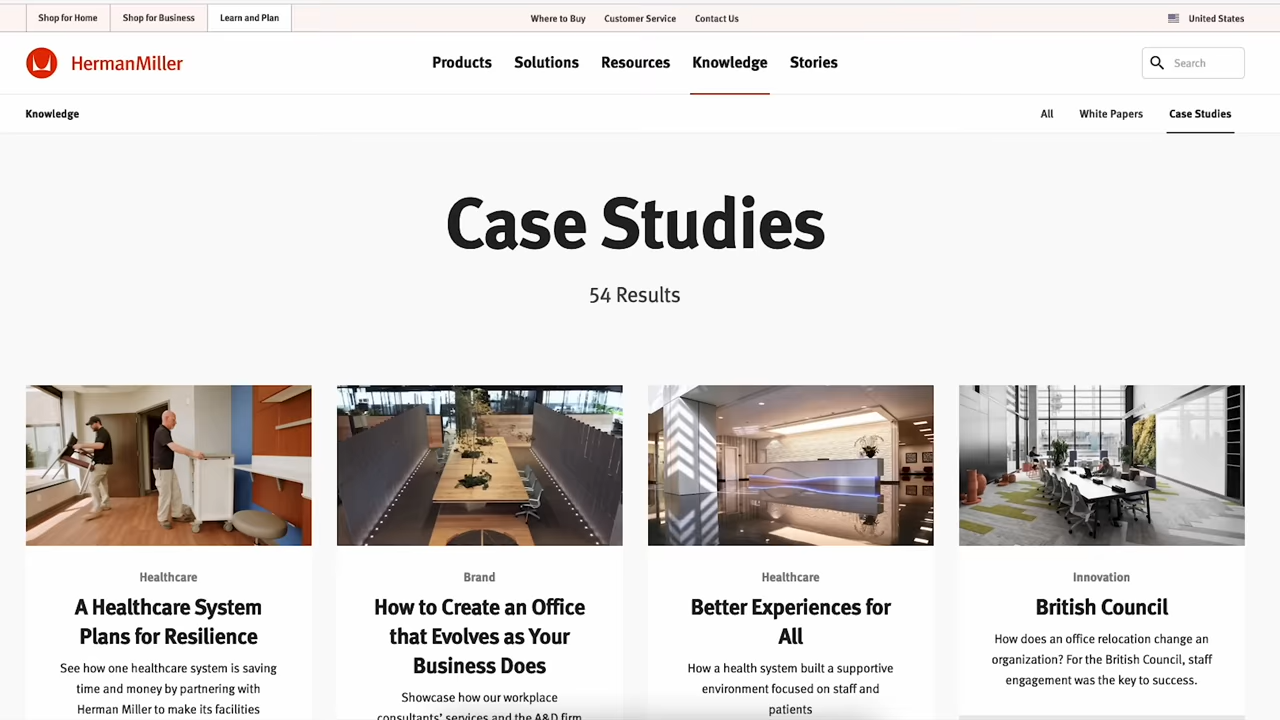 Shop for Home
Shop for Business
Learn and Plan
Where to Buy
Customer Service
Contact Us
United States
HermanMiller
Products
Solutions
Resources
Knowledge
Stories
Search
Knowledge
All
White Papers
Case Studies
Case Studies
54 Results
Healthcare
A Healthcare System
Plans for Resilience
See how one healthcare system is saving
time and money by partnering with
Herman Miller to make its facilities
Brand
How to Create an Office
that Evolves as Your
Business Does
Showcase how our workplace
consultants' services and the A&D firm
Healthcare
Better Experiences for
All
How a health system built a supportive
environment focused on staff and
patients
Innovation
British Council
How does an office relocation change an
organization? For the British Council, staff
engagement was the key to success.